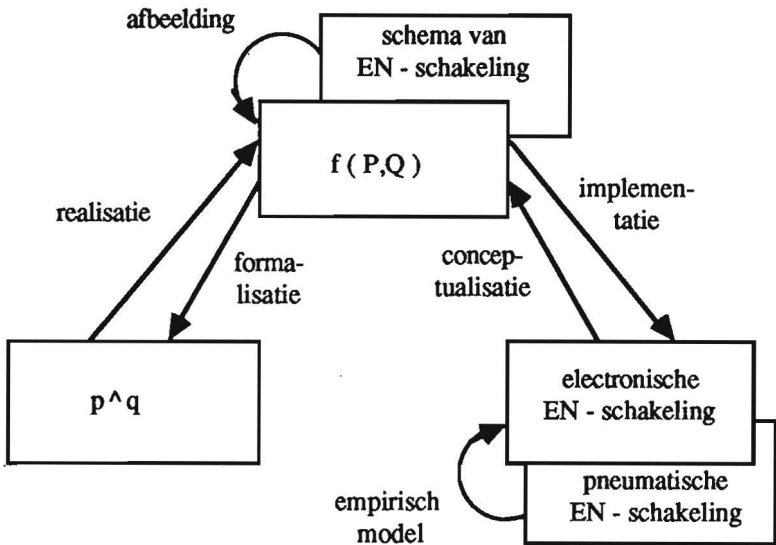 afbeelding
schema van
EN - schakeling
f ( P,Q )
realisatie
forma-
lisatie
concep-
tualisatie
implemen-
tatie
p ^ q
electronische
EN - schakeling
pneumatische
EN - schakeling
empirisch
model